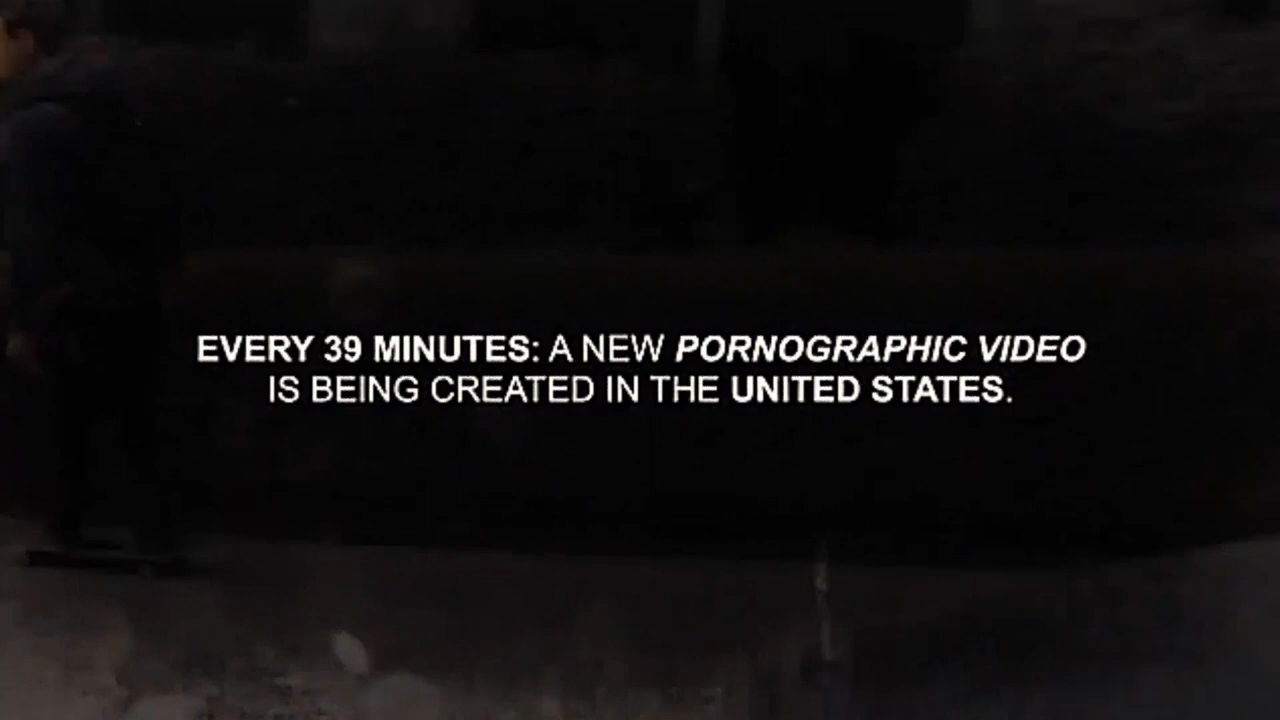 EVERY 39 MINUTES: A NEW PORNOGRAPHIC VIDEO
IS BEING CREATED IN THE UNITED STATES.